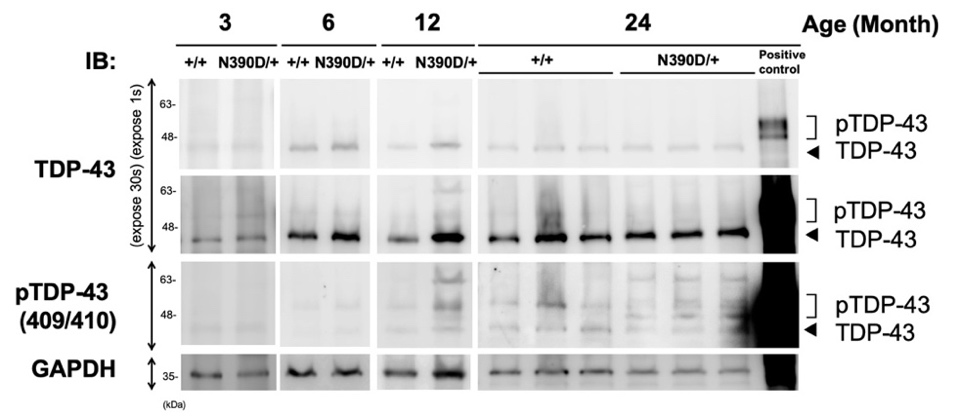 3 6 12 24 Age (Month)
IB: +/+ N390D/+ +/+ N390D/+ +/+ N390D/+ +/+ N390D/+ Positive control
TDP-43
(expose 30s) (expose 1s)
63-
48-
pTDP-43
TDP-43
63-
48-
pTDP-43
TDP-43
pTDP-43
(409/410)
63-
48-
pTDP-43
TDP-43
GAPDH
35-
(kDa)